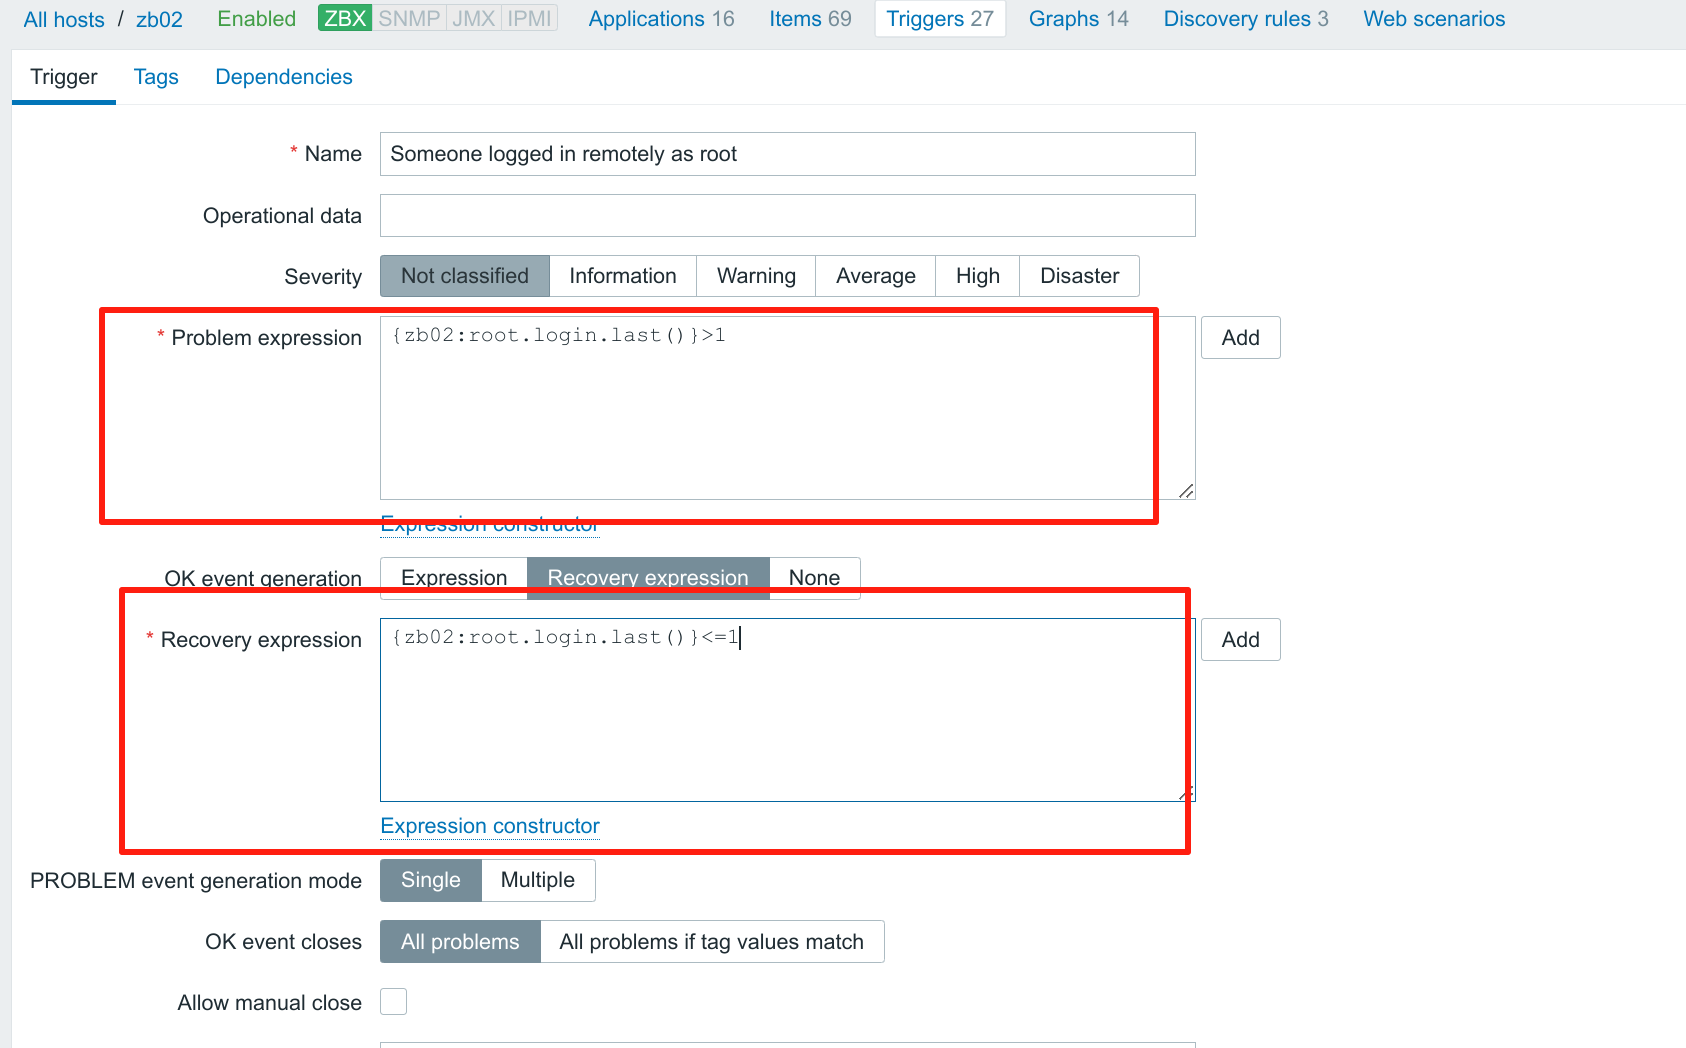 All hosts / zb02 Enabled ZBX SNMP JMX IPMI Applications 16 Items 69 Triggers 27 Graphs 14 Discovery rules 3 Web scenarios
Trigger Tags Dependencies
* Name Someone logged in remotely as root
Operational data
Severity Not classified Information Warning Average High Disaster
* Problem expression {zb02:root.login.last()}>1 Add
Expression constructor
OK event generation Expression Recovery expression None
* Recovery expression {zb02:root.login.last()}<=1 Add
Expression constructor
PROBLEM event generation mode Single Multiple
OK event closes All problems All problems if tag values match
Allow manual close